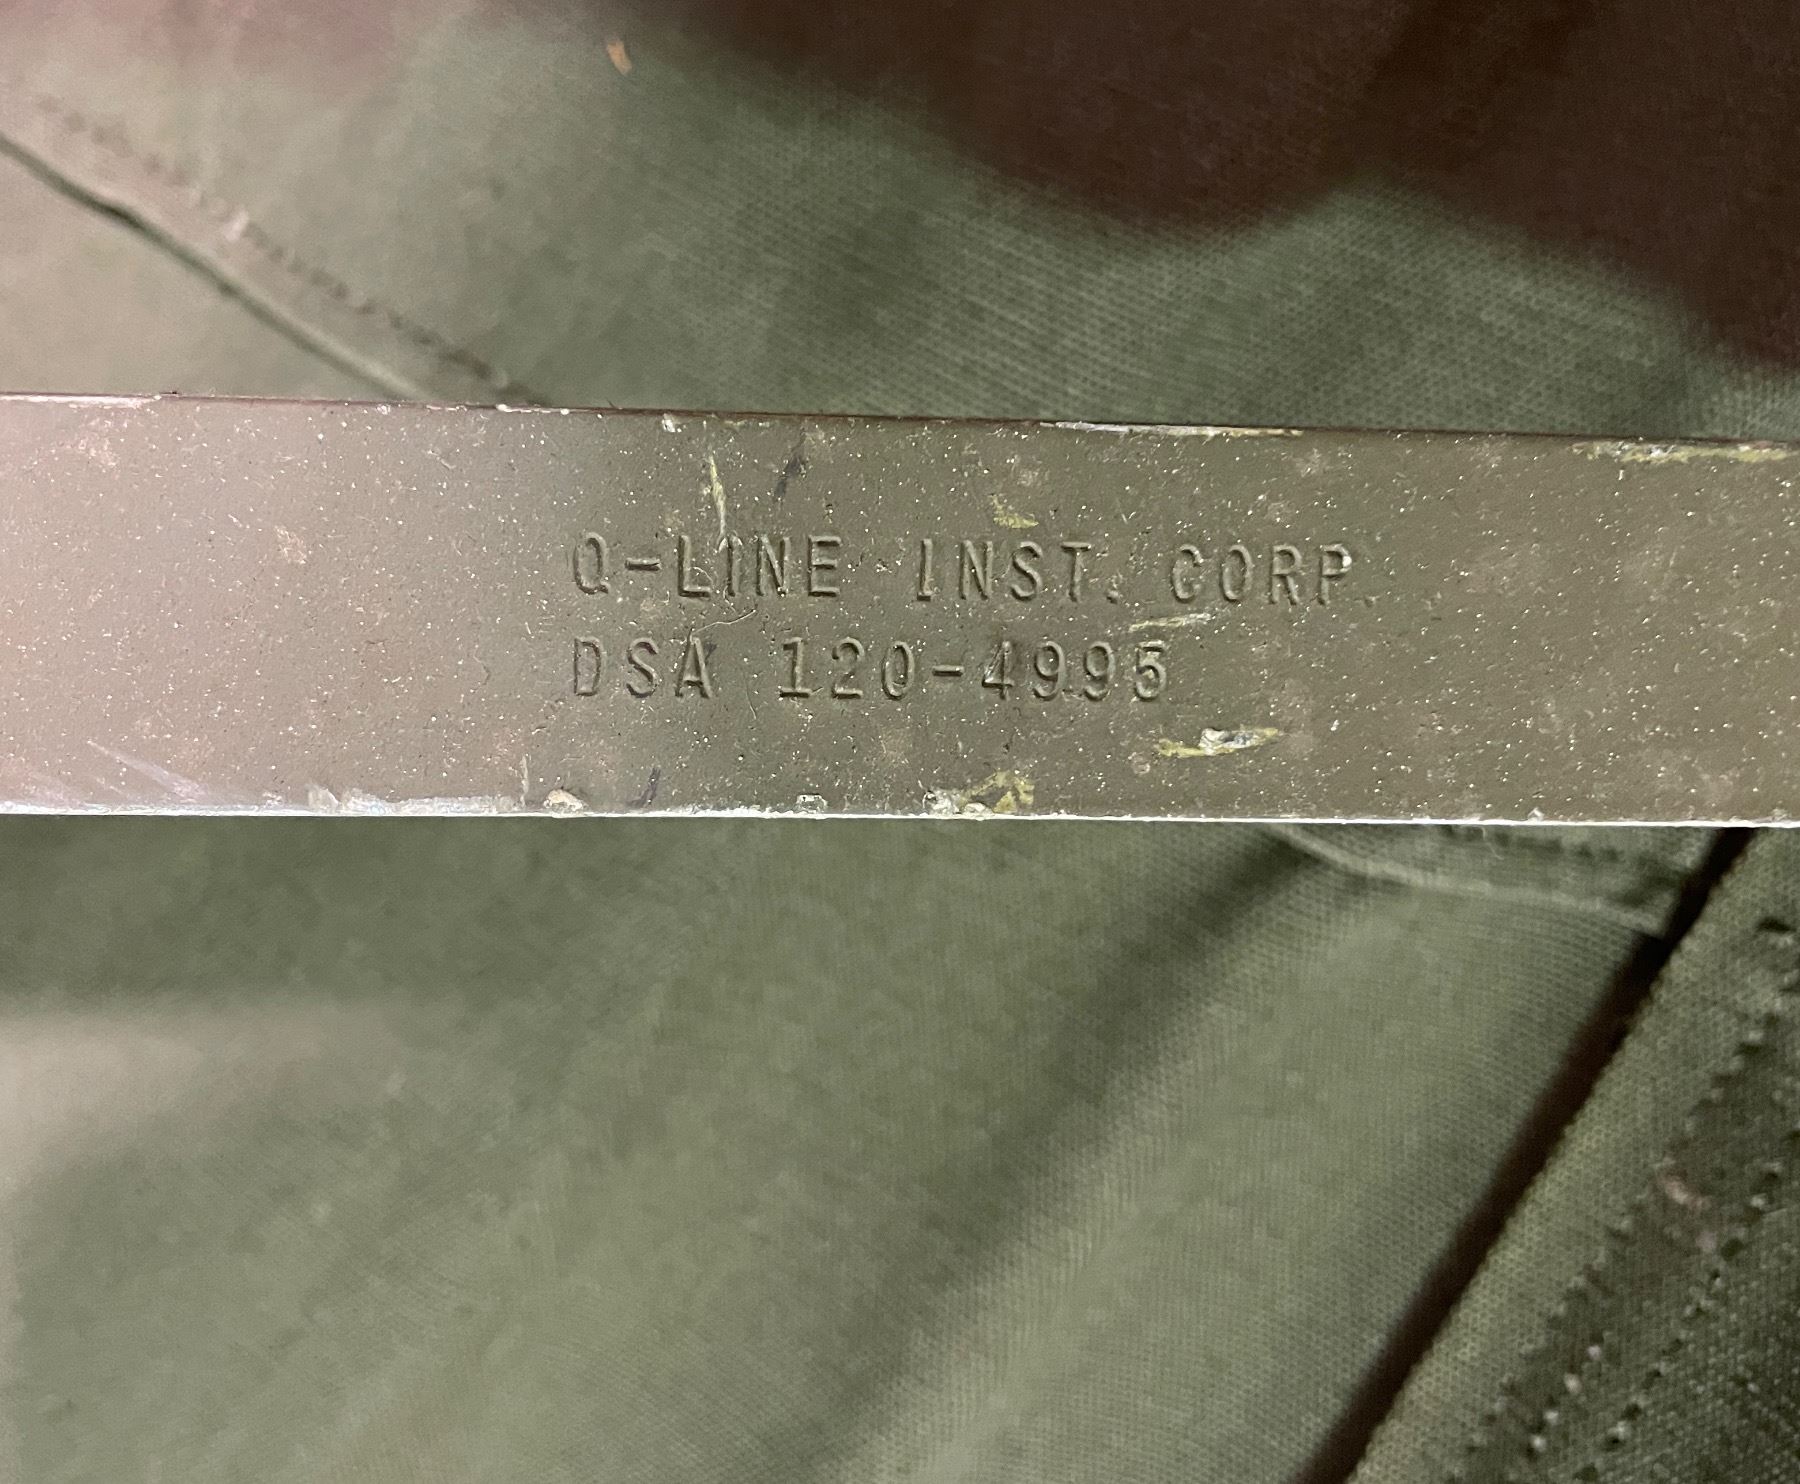 Q-LINE INST. CORP.
DSA 120-4995